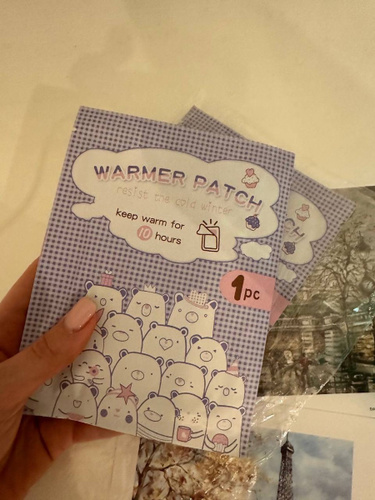 WARMER PATCH
resist the cold winter
keep warm for
10 hours
1pc